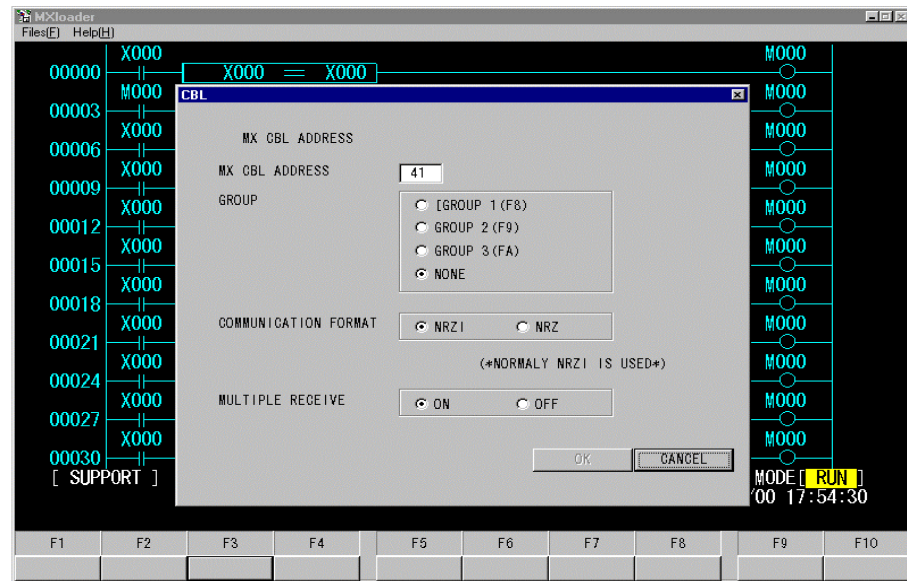 MXloader
Files(F) Help(H)
X000 M000
00000 X000 == X000
M000 CBL M000
00003
X000 MX CBL ADDRESS M000
00006
X000 MX CBL ADDRESS 41 M000
00009
GROUP [GROUP 1(F8)
X000 M000
00012 GROUP 2(F9)
X000 GROUP 3(FA) M000
00015
NONE
X000 M000
00018
X000 COMMUNICATION FORMAT NRZI NRZ M000
00021
X000 (*NORMALY NRZI IS USED*) M000
00024
X000 MULTIPLE RECEIVE ON OFF M000
00027
X000 M000
00030 OK CANCEL
[ SUPPORT ] MODE[ RUN ]
'00 17:54:30
F1 F2 F3 F4 F5 F6 F7 F8 F9 F10